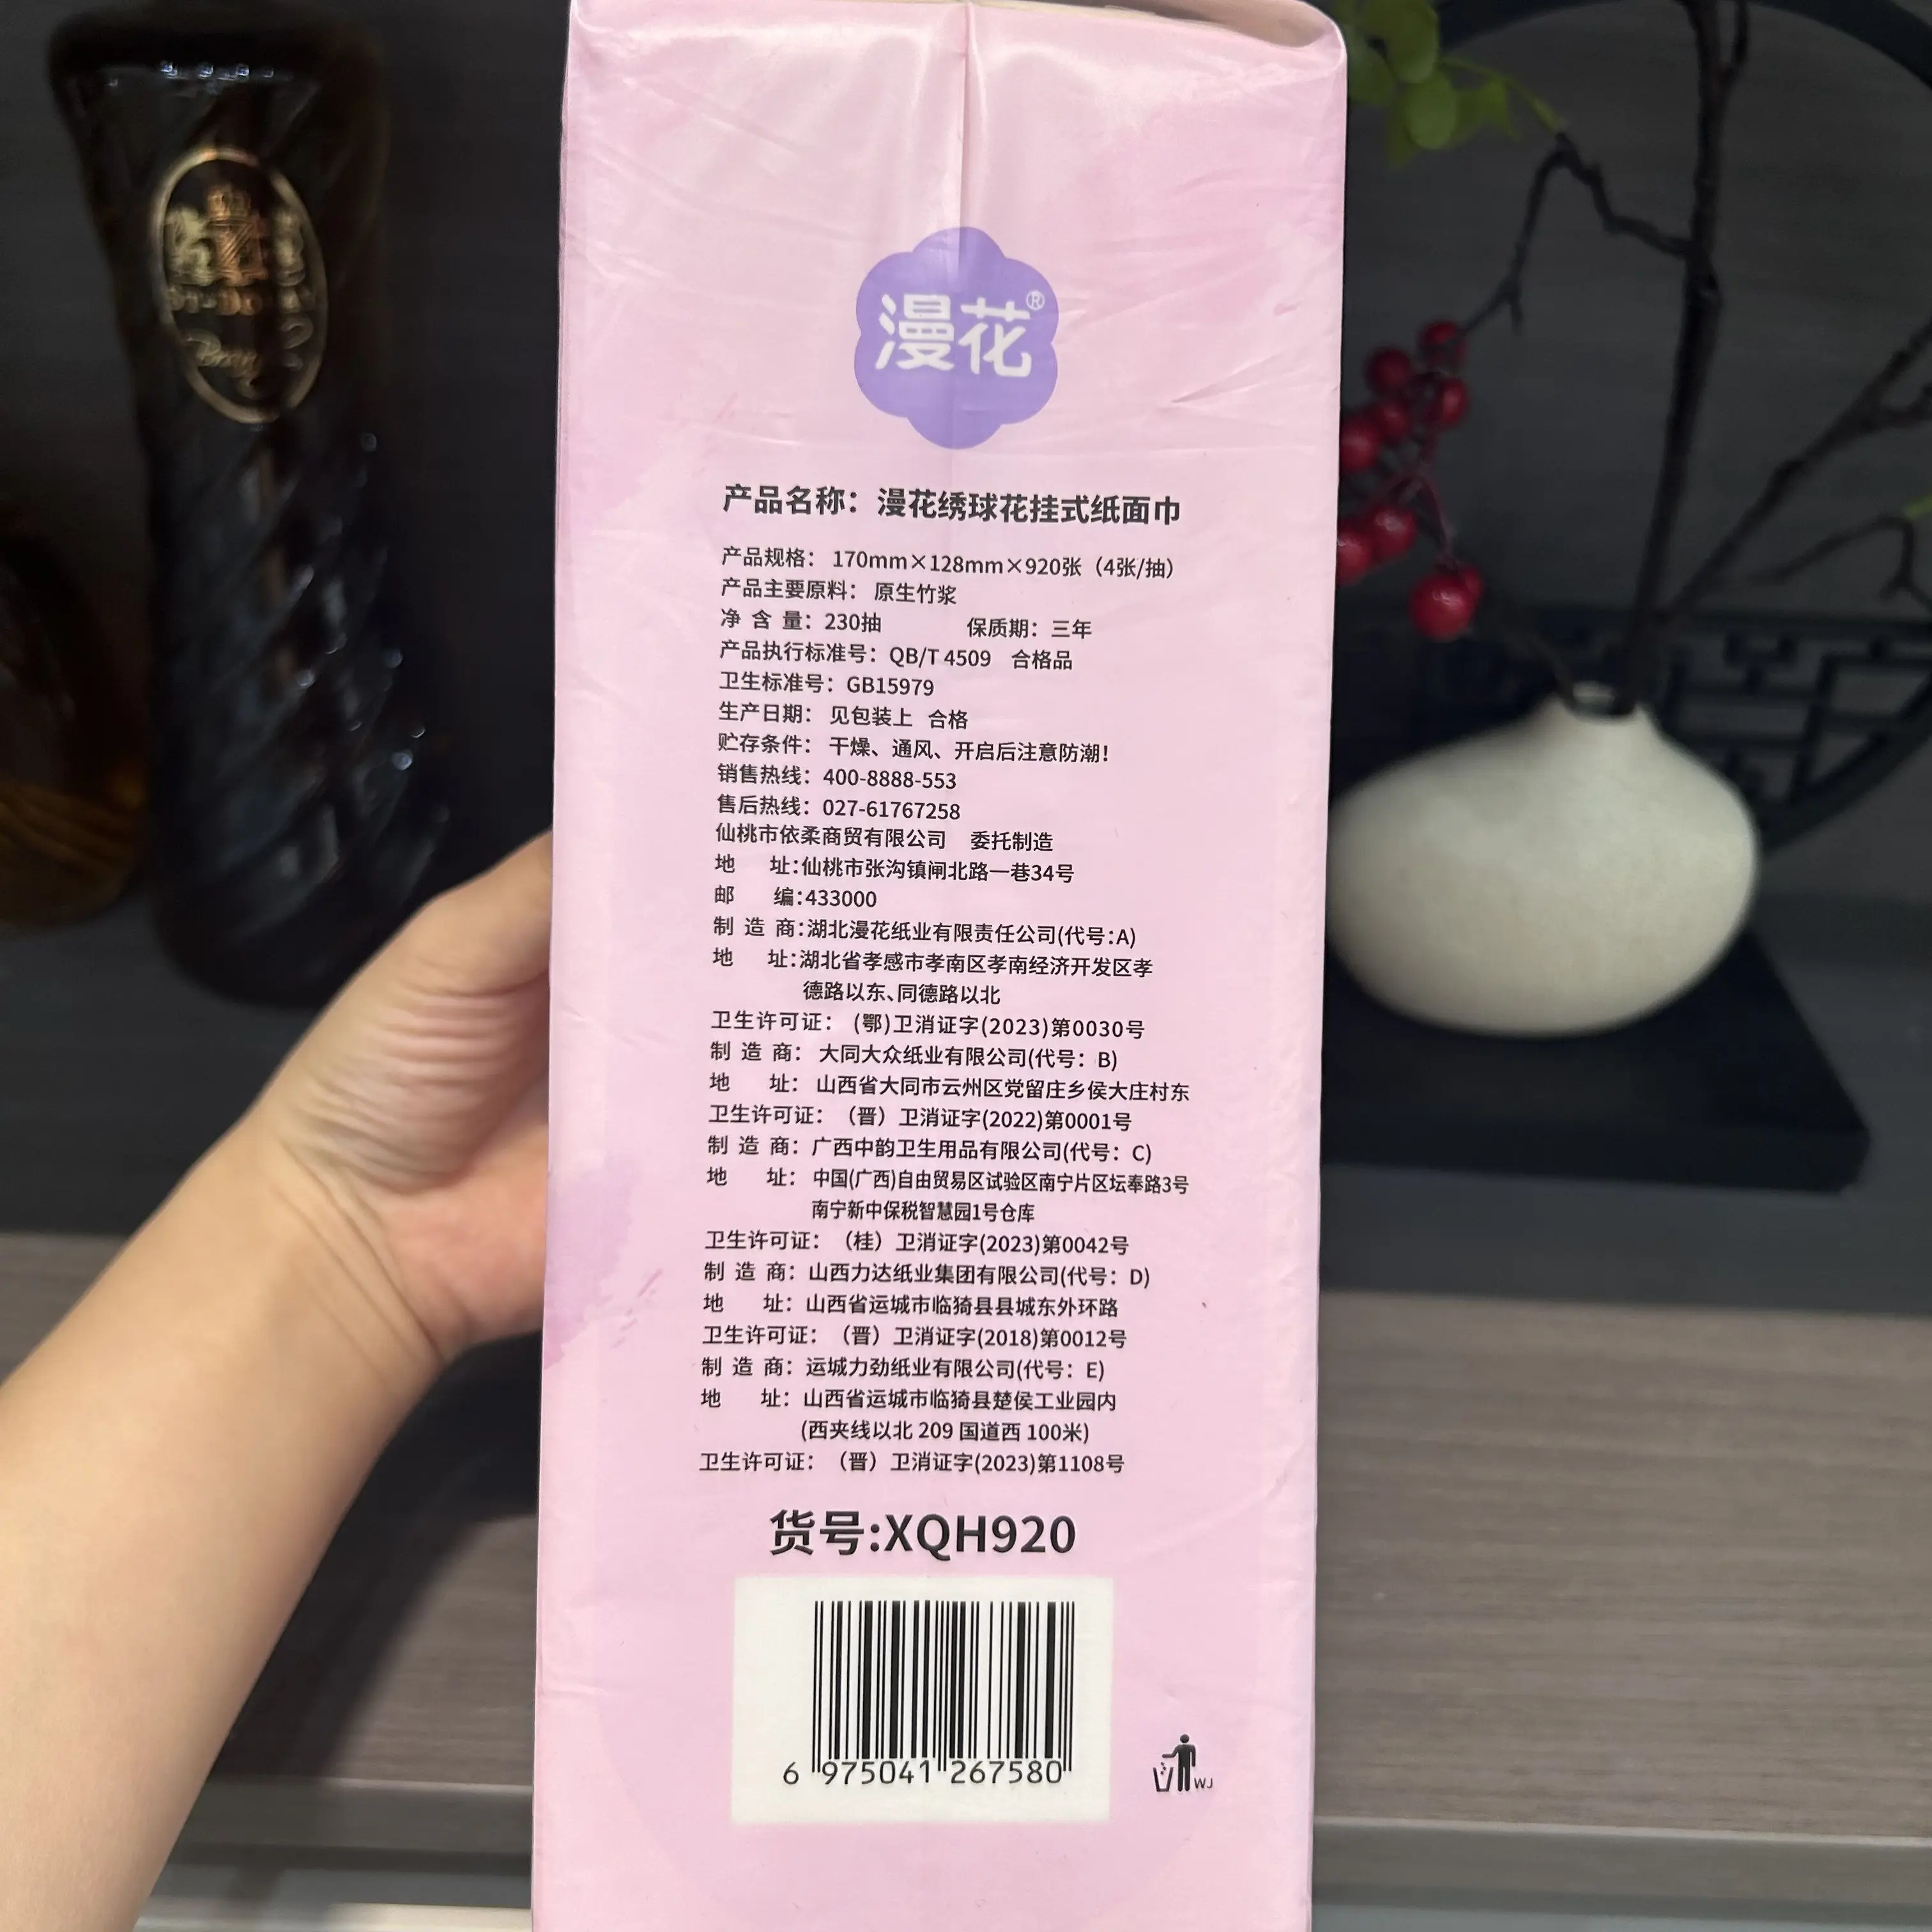 漫花®
产品名称：漫花绣球花挂式纸面巾
产品规格： 170mm×128mm×920张（4张/抽）
产品主要原料： 原生竹浆
净 含 量：230抽 保质期：三年
产品执行标准号：QB/T 4509 合格品
卫生标准号：GB15979
生产日期： 见包装上 合格
贮存条件： 干燥、通风、开启后注意防潮！
销售热线：400-8888-553
售后热线：027-61767258
仙桃市依柔商贸有限公司 委托制造
地 址:仙桃市张沟镇闸北路一巷34号
邮 编:433000
制 造 商:湖北漫花纸业有限责任公司(代号:A)
地 址:湖北省孝感市孝南区孝南经济开发区孝
德路以东、同德路以北
卫生许可证： (鄂)卫消证字(2023)第0030号
制 造 商： 大同大众纸业有限公司(代号：B)
地 址： 山西省大同市云州区党留庄乡侯大庄村东
卫生许可证：（晋）卫消证字(2022)第0001号
制 造 商：广西中韵卫生用品有限公司(代号：C)
地 址： 中国(广西)自由贸易区试验区南宁片区坛奉路3号
南宁新中保税智慧园1号仓库
卫生许可证：（桂）卫消证字(2023)第0042号
制 造 商：山西力达纸业集团有限公司(代号：D)
地 址：山西省运城市临猗县县城东外环路
卫生许可证：（晋）卫消证字(2018)第0012号
制 造 商：运城力劲纸业有限公司(代号：E)
地 址：山西省运城市临猗县楚侯工业园内
(西夹线以北 209 国道西 100米)
卫生许可证：（晋）卫消证字(2023)第1108号
货号:XQH920
6 975041 267580
WJ